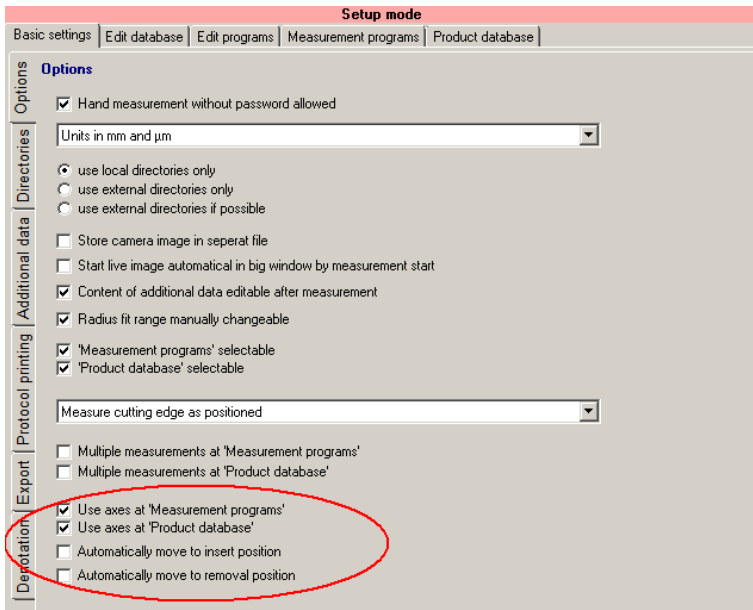 Setup mode
Basic settings Edit database Edit programs Measurement programs Product database
Options
Directories
Additional data
Protocol printing
Export
Denotation
Options
Hand measurement without password allowed
Units in mm and µm
use local directories only
use external directories only
use external directories if possible
Store camera image in seperat file
Start live image automatical in big window by measurement start
Content of additional data editable after measurement
Radius fit range manually changeable
'Measurement programs' selectable
'Product database' selectable
Measure cutting edge as positioned
Multiple measurements at 'Measurement programs'
Multiple measurements at 'Product database'
Use axes at 'Measurement programs'
Use axes at 'Product database'
Automatically move to insert position
Automatically move to removal position